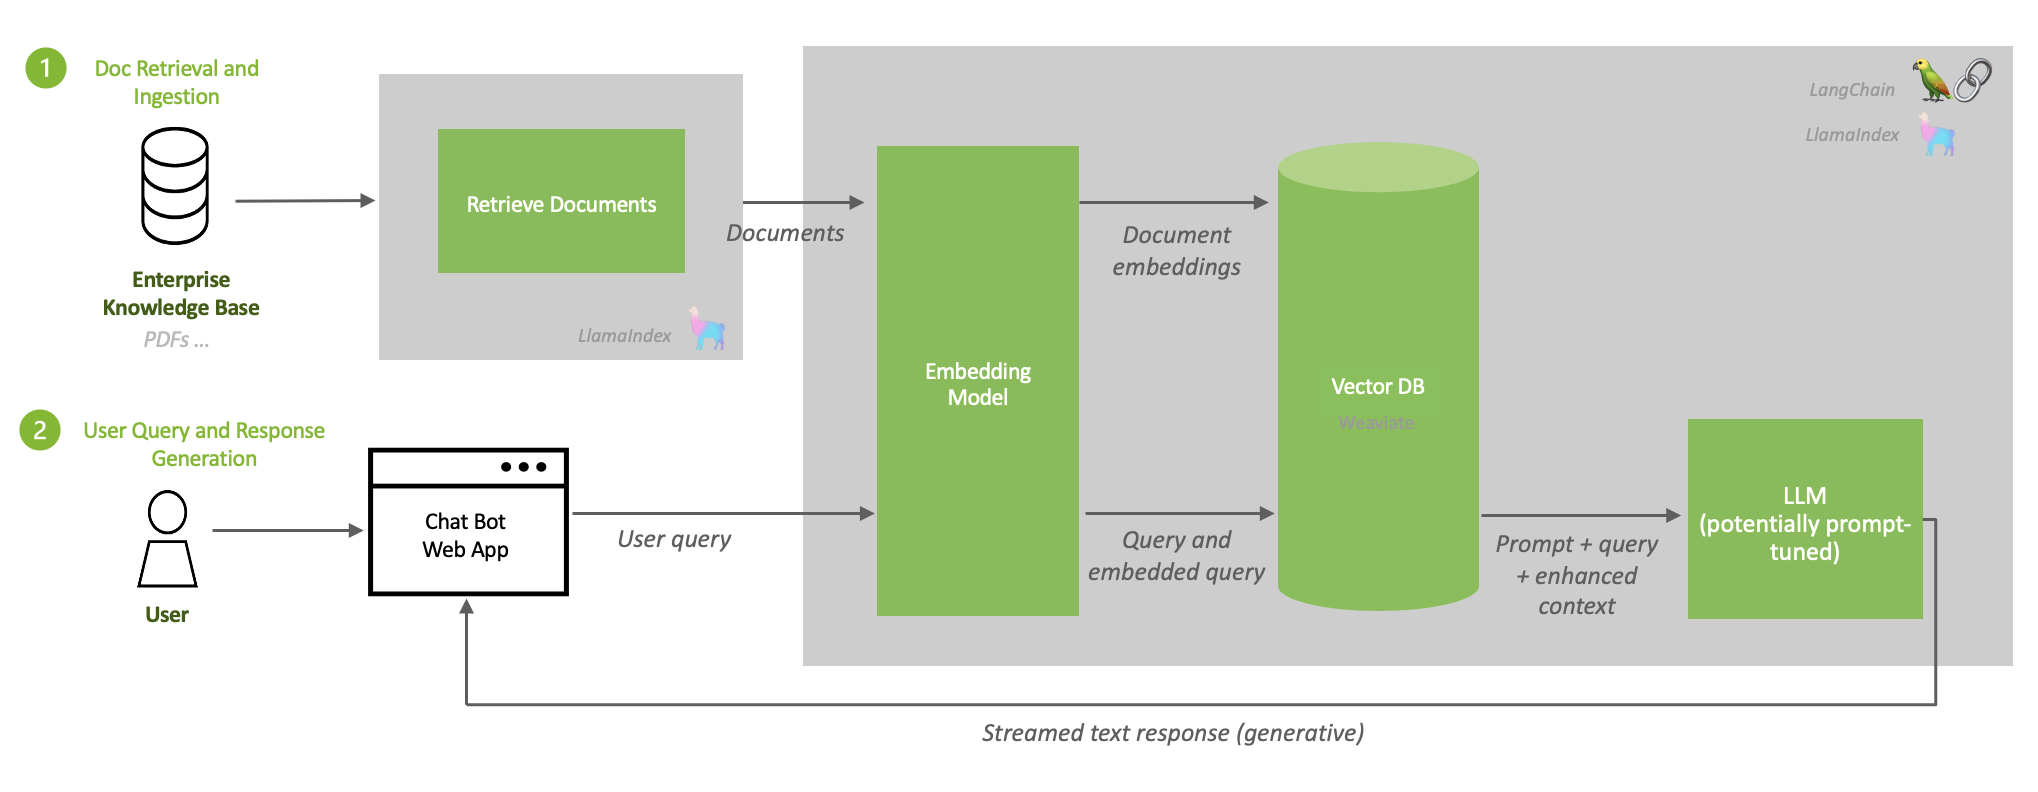 1
Doc Retrieval and
Ingestion
Enterprise
Knowledge Base
PDFs ...
Retrieve Documents
LlamaIndex
Documents
LangChain
LlamaIndex
Embedding
Model
Document
embeddings
Vector DB
Weaviate
2
User Query and Response
Generation
User
Chat Bot
Web App
User query
Query and
embedded query
Prompt + query
+ enhanced
context
LLM
(potentially prompt-
tuned)
Streamed text response (generative)